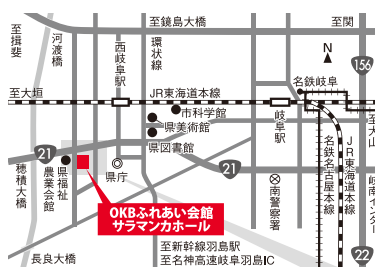 至鏡島大橋
至関
至揖斐
河渡橋
西岐阜駅
環状線
N
156
名鉄岐阜
至大垣
JR東海道本線
市科学館
県美術館
県図書館
岐阜駅
至犬山
21
21
県福祉
農業会館
県庁
穂積大橋
南警察署
名鉄名古屋本線
JR東海道本線
岐南インター
OKBふれあい会館
サラマンカホール
長良大橋
至新幹線羽島駅
至名神高速岐阜羽島IC
22